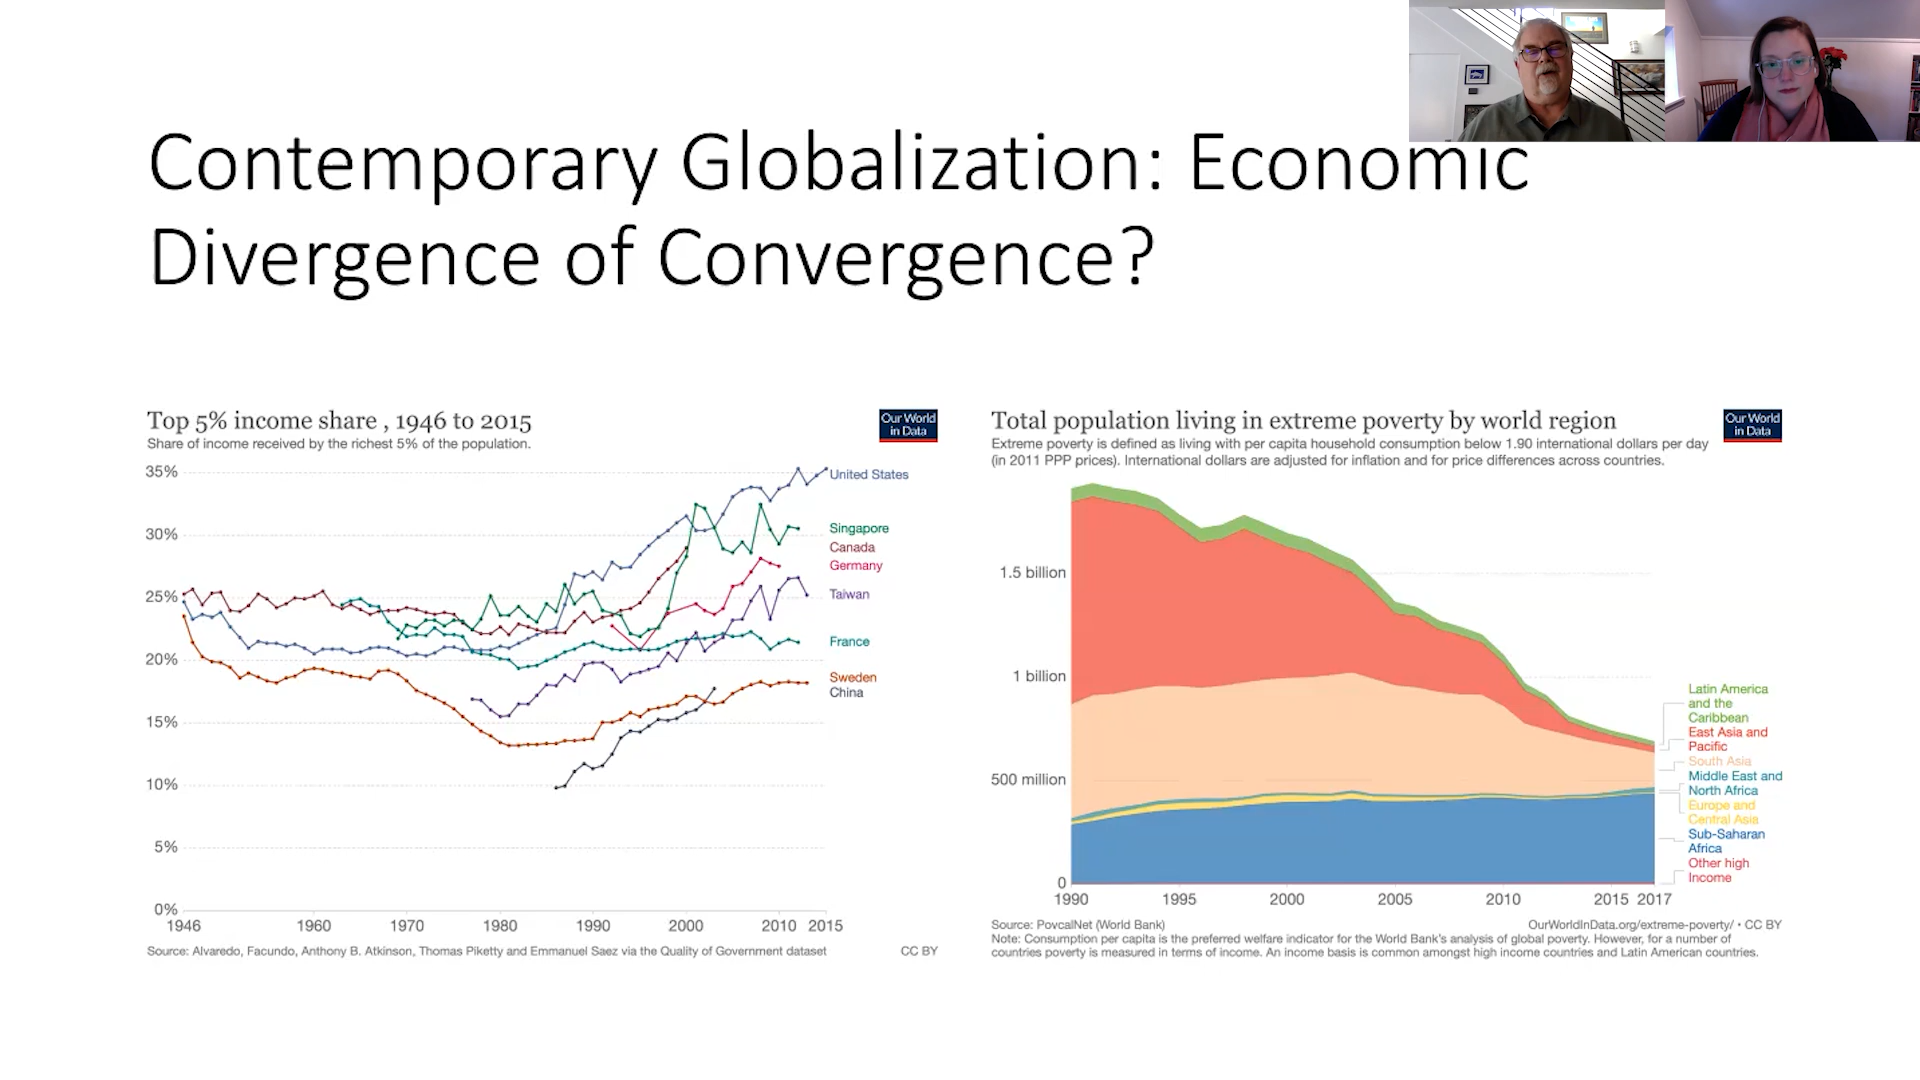 Contemporary Globalization: Economic
Divergence of Convergence?
Top 5% income share , 1946 to 2015
Share of income received by the richest 5% of the population.
Our World
in Data
35%
30%
25%
20%
15%
10%
5%
0%
1946
1960
1970
1980
1990
2000
2010
2015
United States
Singapore
Canada
Germany
Taiwan
France
Sweden
China
Source: Alvaredo, Facundo, Anthony B. Atkinson, Thomas Piketty and Emmanuel Saez via the Quality of Government dataset
CC BY
Total population living in extreme poverty by world region
Extreme poverty is defined as living with per capita household consumption below 1.90 international dollars per day
(in 2011 PPP prices). International dollars are adjusted for inflation and for price differences across countries.
Our World
in Data
1.5 billion
1 billion
500 million
0
1990
1995
2000
2005
2010
2015
2017
Latin America
and the
Caribbean
East Asia and
Pacific
South Asia
Middle East and
North Africa
Europe and
Central Asia
Sub-Saharan
Africa
Other high
Income
Source: PovcalNet (World Bank)
OurWorldInData.org/extreme-poverty/ • CC BY
Note: Consumption per capita is the preferred welfare indicator for the World Bank's analysis of global poverty. However, for a number of
countries poverty is measured in terms of income. An income basis is common amongst high income countries and Latin American countries.